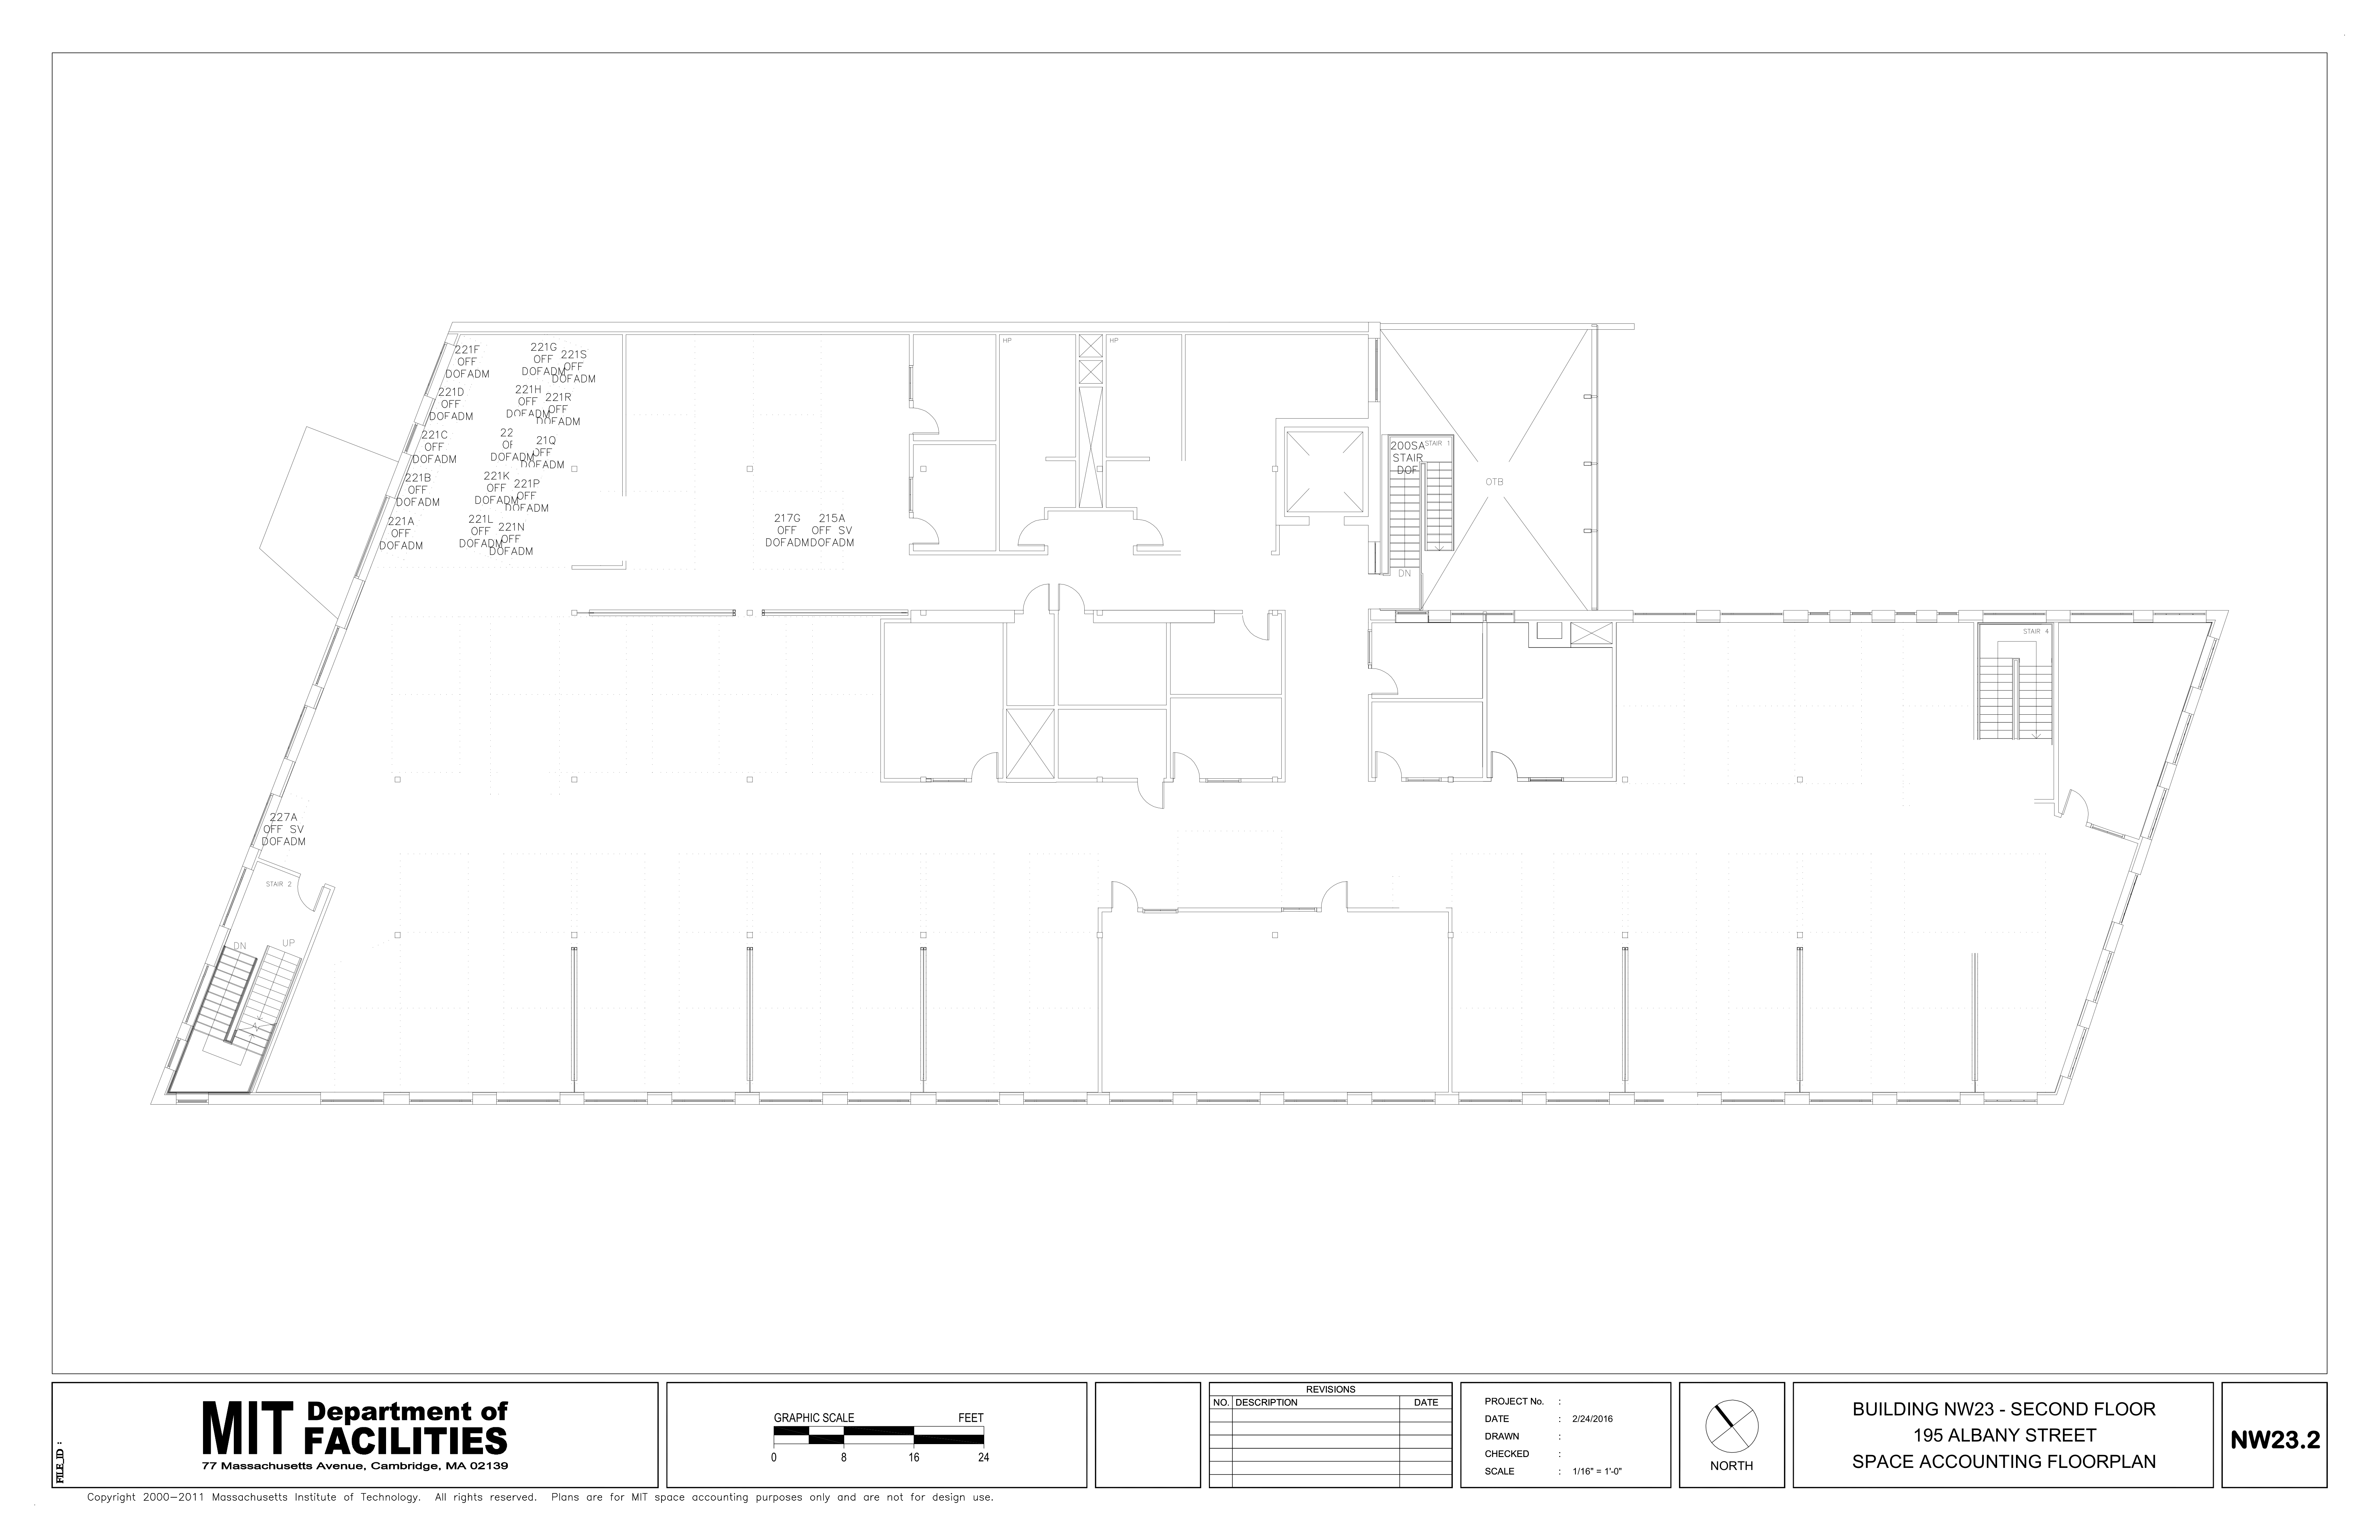 221F
OFF
DOFADM
221G
OFF
DOFADM
221S
OFF
DOFADM
221D
OFF
DOFADM
221H
OFF
DOFADM
221R
OFF
DOFADM
221C
OFF
DOFADM
22
OF
DOFADM
21Q
OFF
DOFADM
221B
OFF
DOFADM
221K
OFF
DOFADM
221P
OFF
DOFADM
221A
OFF
DOFADM
221L
OFF
DOFADM
221N
OFF
DOFADM
217G
OFF
DOFADM
215A
OFF SV
DOFADM
HP
HP
200SA
STAIR
DOF
STAIR 1
DN
OTB
STAIR 4
227A
OFF SV
DOFADM
STAIR 2
DN
UP
FILE_ID :
MIT Department of
FACILITIES
77 Massachusetts Avenue, Cambridge, MA 02139
GRAPHIC SCALE FEET
0 8 16 24
REVISIONS
NO. DESCRIPTION DATE
PROJECT No. :
DATE : 2/24/2016
DRAWN :
CHECKED :
SCALE : 1/16" = 1'-0"
NORTH
BUILDING NW23 - SECOND FLOOR
195 ALBANY STREET
SPACE ACCOUNTING FLOORPLAN
NW23.2
Copyright 2000-2011 Massachusetts Institute of Technology. All rights reserved. Plans are for MIT space accounting purposes only and are not for design use.